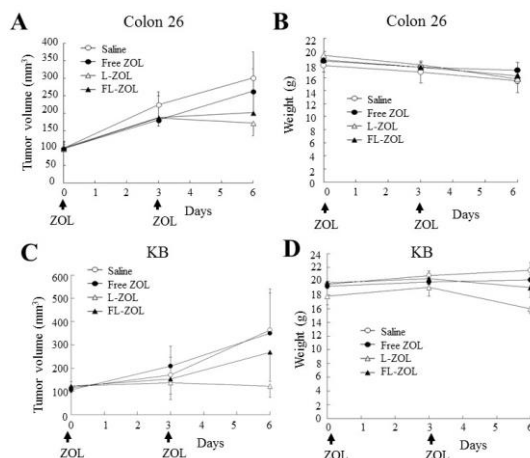 A
Colon 26
Tumor volume (mm³)
400
350
300
250
200
150
100
50
0
Saline
Free ZOL
L-ZOL
FL-ZOL
0 1 2 3 4 5 6
ZOL
ZOL
Days
B
Colon 26
Weight (g)
20
18
16
14
12
10
8
6
4
2
0
Saline
Free ZOL
L-ZOL
FL-ZOL
0 1 2 3 4 5 6
ZOL
ZOL
Days
C
KB
Tumor volume (mm³)
600
500
400
300
200
100
0
Saline
Free ZOL
L-ZOL
FL-ZOL
0 1 2 3 4 5 6
ZOL
ZOL
Days
D
KB
Weight (g)
24
22
20
18
16
14
12
10
8
6
4
2
0
Saline
Free ZOL
L-ZOL
FL-ZOL
0 1 2 3 4 5 6
ZOL
ZOL
Days